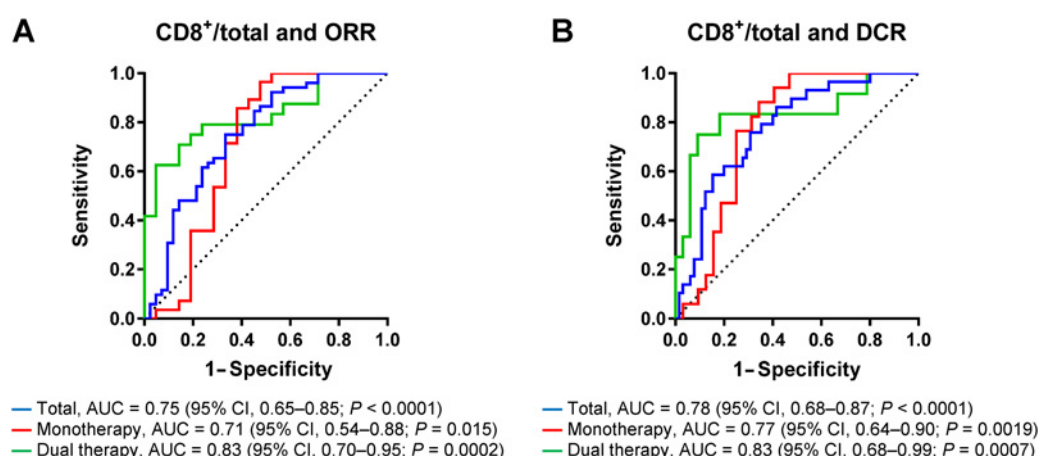 A
CD8⁺/total and ORR
1.0
0.8
0.6
0.4
0.2
0.0
Sensitivity
0.0 0.2 0.4 0.6 0.8 1.0
1–Specificity
Total, AUC = 0.75 (95% CI, 0.65–0.85; P < 0.0001)
Monotherapy, AUC = 0.71 (95% CI, 0.54–0.88; P = 0.015)
Dual therapy, AUC = 0.83 (95% CI, 0.70–0.95; P = 0.0002)
B
CD8⁺/total and DCR
1.0
0.8
0.6
0.4
0.2
0.0
Sensitivity
0.0 0.2 0.4 0.6 0.8 1.0
1–Specificity
Total, AUC = 0.78 (95% CI, 0.68–0.87; P < 0.0001)
Monotherapy, AUC = 0.77 (95% CI, 0.64–0.90; P = 0.0019)
Dual therapy, AUC = 0.83 (95% CI, 0.68–0.99; P = 0.0007)